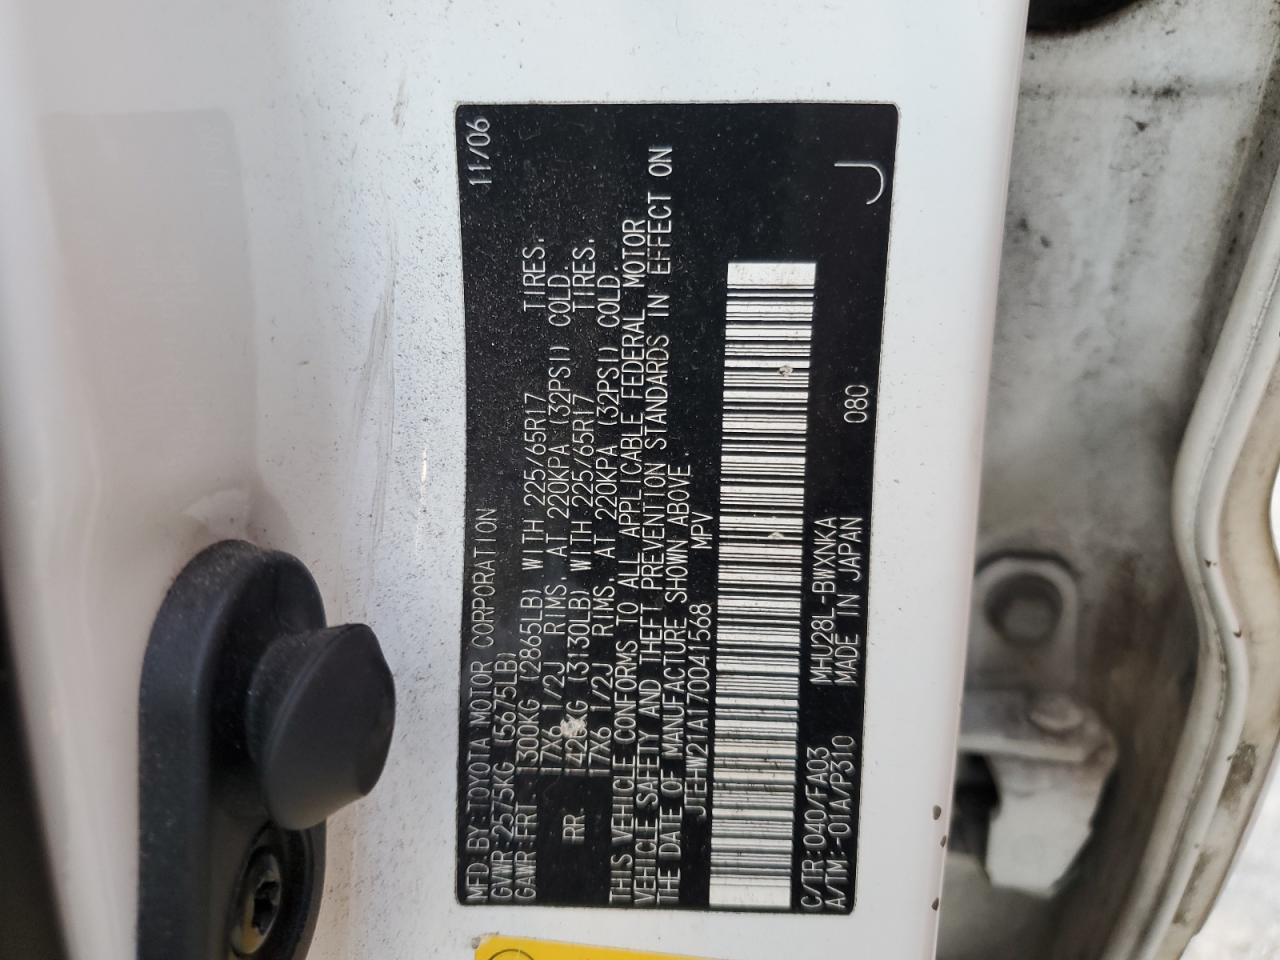 MFD.BY:TOYOTA MOTOR CORPORATION 11/06
GVWR:2575KG (5675LB)
GAWR:FRT 1300KG (2865LB) WITH 225/65R17 TIRES,
17X6 1/2J RIMS, AT 220KPA (32PSI) COLD.
RR 1420KG (3130LB) WITH 225/65R17 TIRES,
17X6 1/2J RIMS, AT 220KPA (32PSI) COLD.
THIS VEHICLE CONFORMS TO ALL APPLICABLE FEDERAL MOTOR
VEHICLE SAFETY AND THEFT PREVENTION STANDARDS IN EFFECT ON
THE DATE OF MANUFACTURE SHOWN ABOVE.
JTEHW21A170041568 MPV
C/TR:040/FA03 MHU28L-BWXNKA 080 J
A/TM:-01A/P310 MADE IN JAPAN